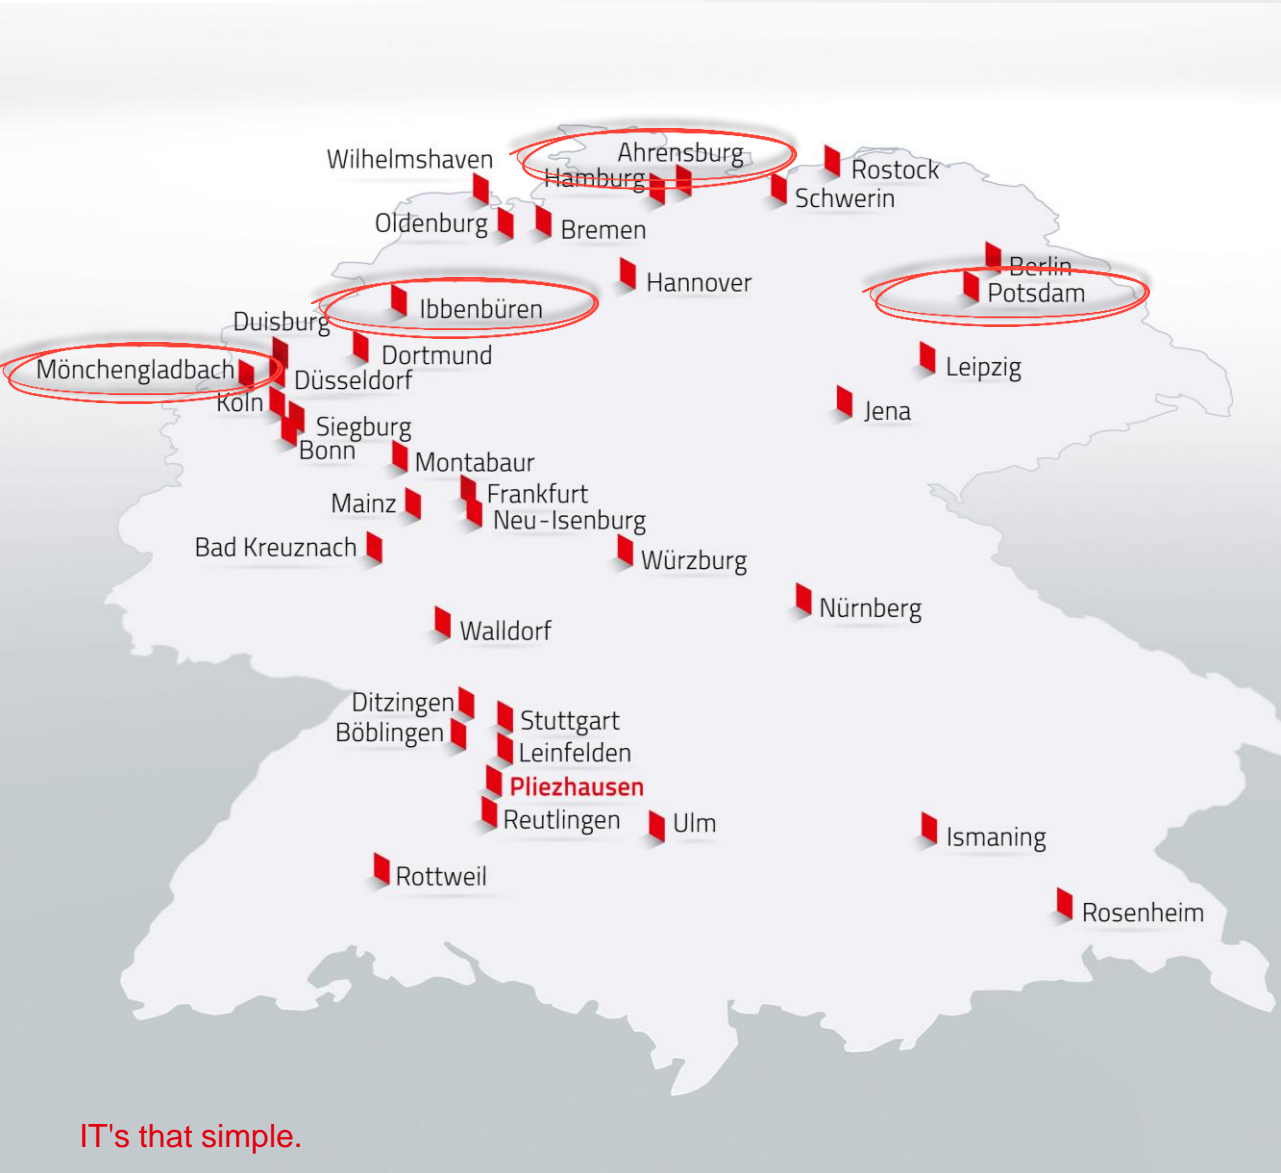 Ahrensburg
Wilhelmshaven
Hamburg
Rostock
Schwerin
Oldenburg
Bremen
Berlin
Hannover
Potsdam
Ibbenbüren
Duisburg
Dortmund
Mönchengladbach
Düsseldorf
Leipzig
Köln
Jena
Siegburg
Bonn
Montabaur
Frankfurt
Mainz
Neu-Isenburg
Bad Kreuznach
Würzburg
Nürnberg
Walldorf
Ditzingen
Stuttgart
Böblingen
Leinfelden
Pliezhausen
Reutlingen
Ulm
Ismaning
Rottweil
Rosenheim
IT's that simple.